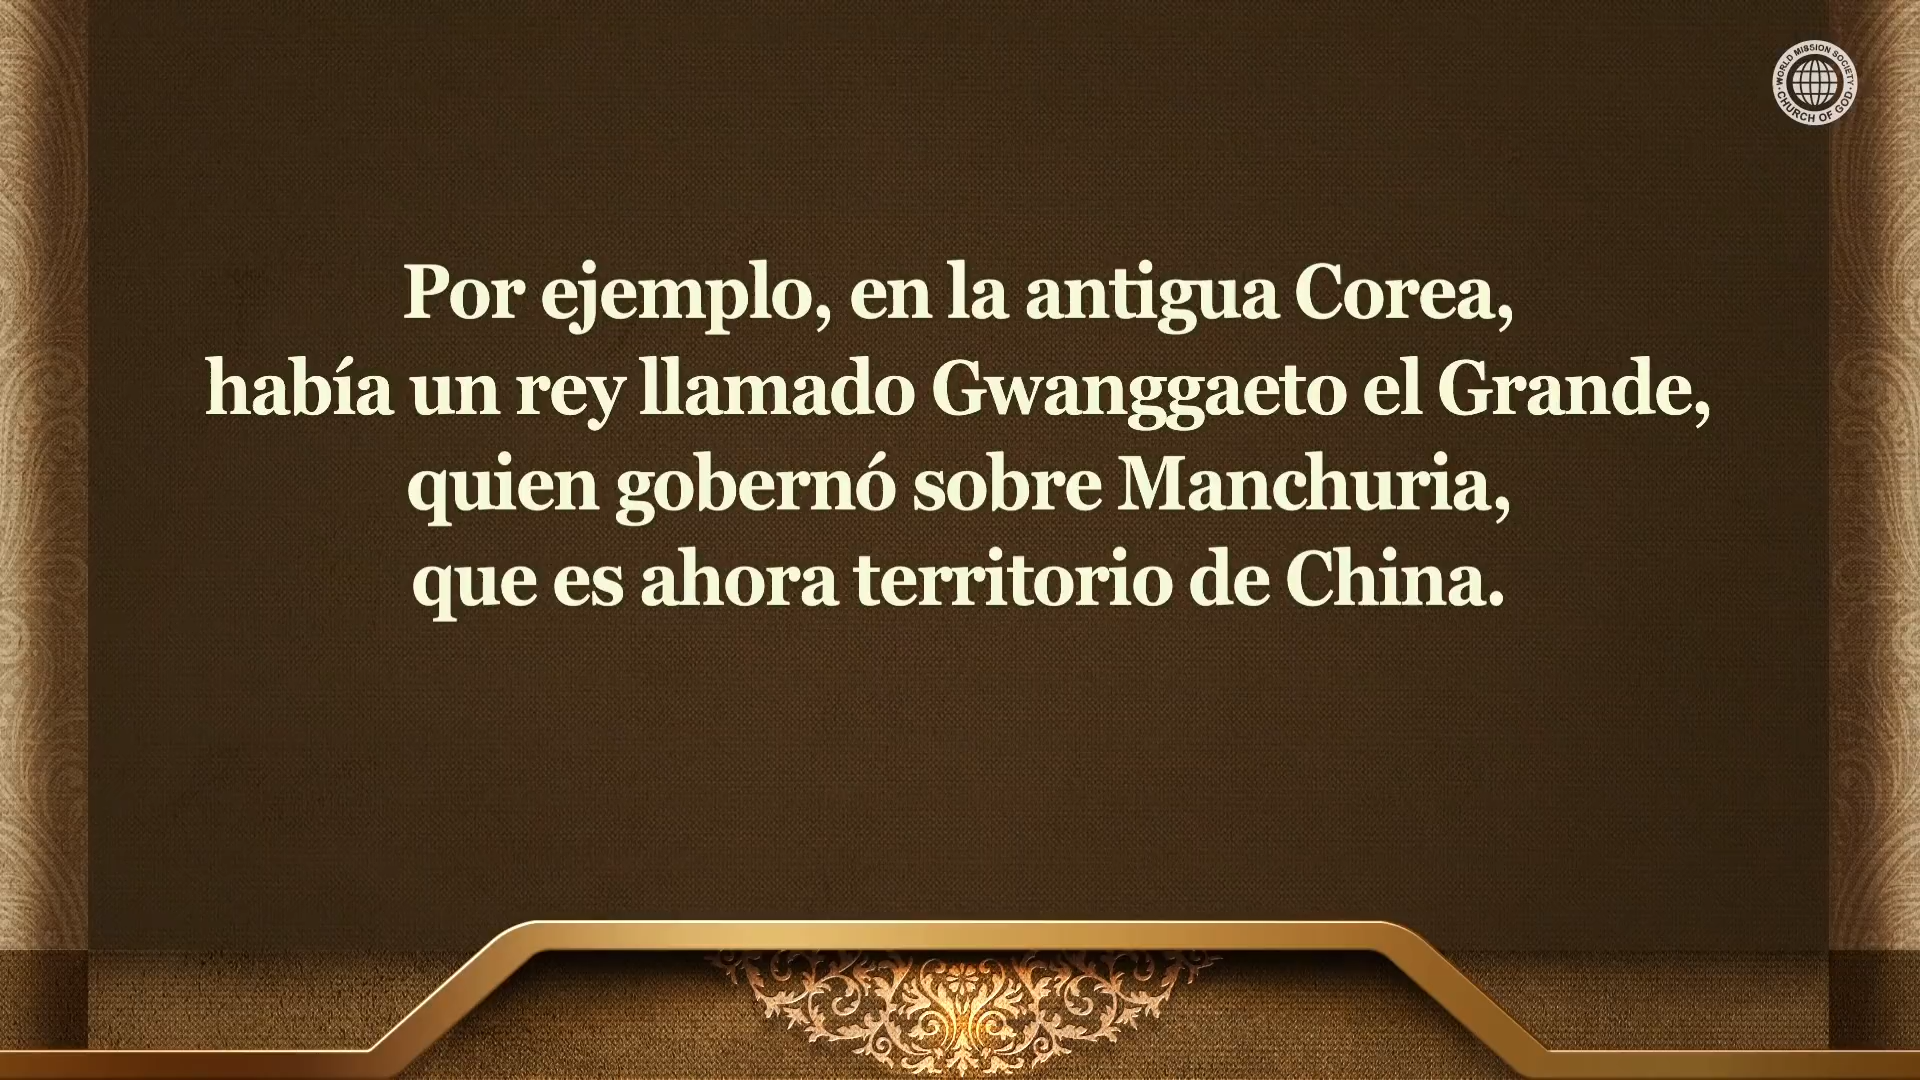 WORLD MISSION SOCIETY
CHURCH OF GOD
Por ejemplo, en la antigua Corea,
había un rey llamado Gwanggaeto el Grande,
quien gobernó sobre Manchuria,
que es ahora territorio de China.